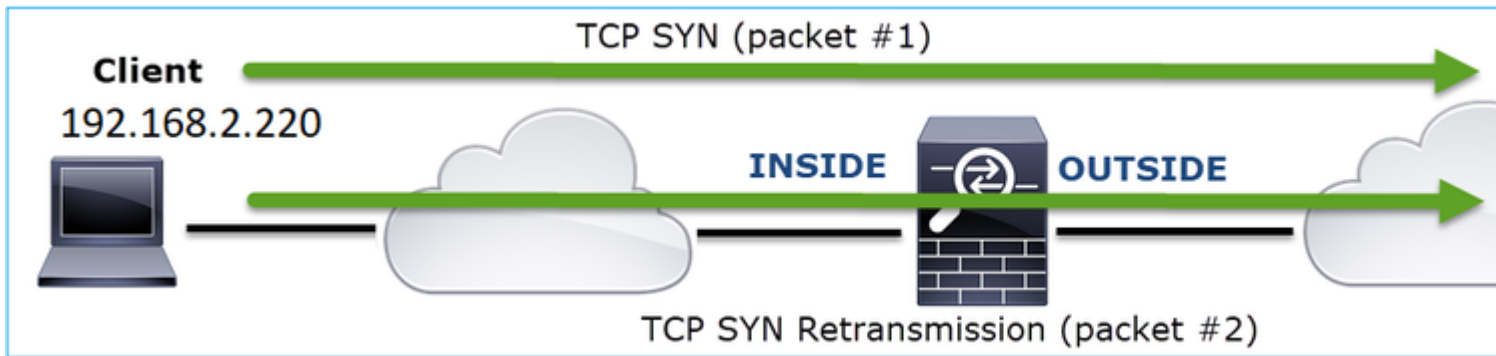 TCP SYN (packet #1)
Client
192.168.2.220
INSIDE
OUTSIDE
TCP SYN Retransmission (packet #2)